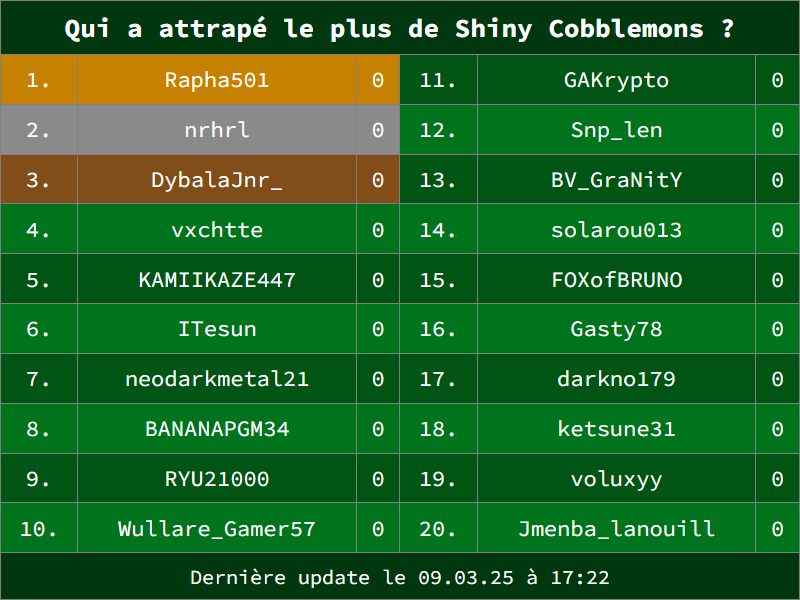 Qui a attrapé le plus de Shiny Cobblemons ?
1. Rapha501 0
2. nrhrl 0
3. DybalaJnr_ 0
4. vxchtte 0
5. KAMIIKAZE447 0
6. ITesun 0
7. neodarkmetal21 0
8. BANANAPGM34 0
9. RYU21000 0
10. Wullare_Gamer57 0
11. GAKrypto 0
12. Snp_len 0
13. BV_GraNitY 0
14. solarou013 0
15. FOXofBRUNO 0
16. Gasty78 0
17. darkno179 0
18. ketsune31 0
19. voluxyy 0
20. Jmenba_lanouill 0
Dernière update le 09.03.25 à 17:22